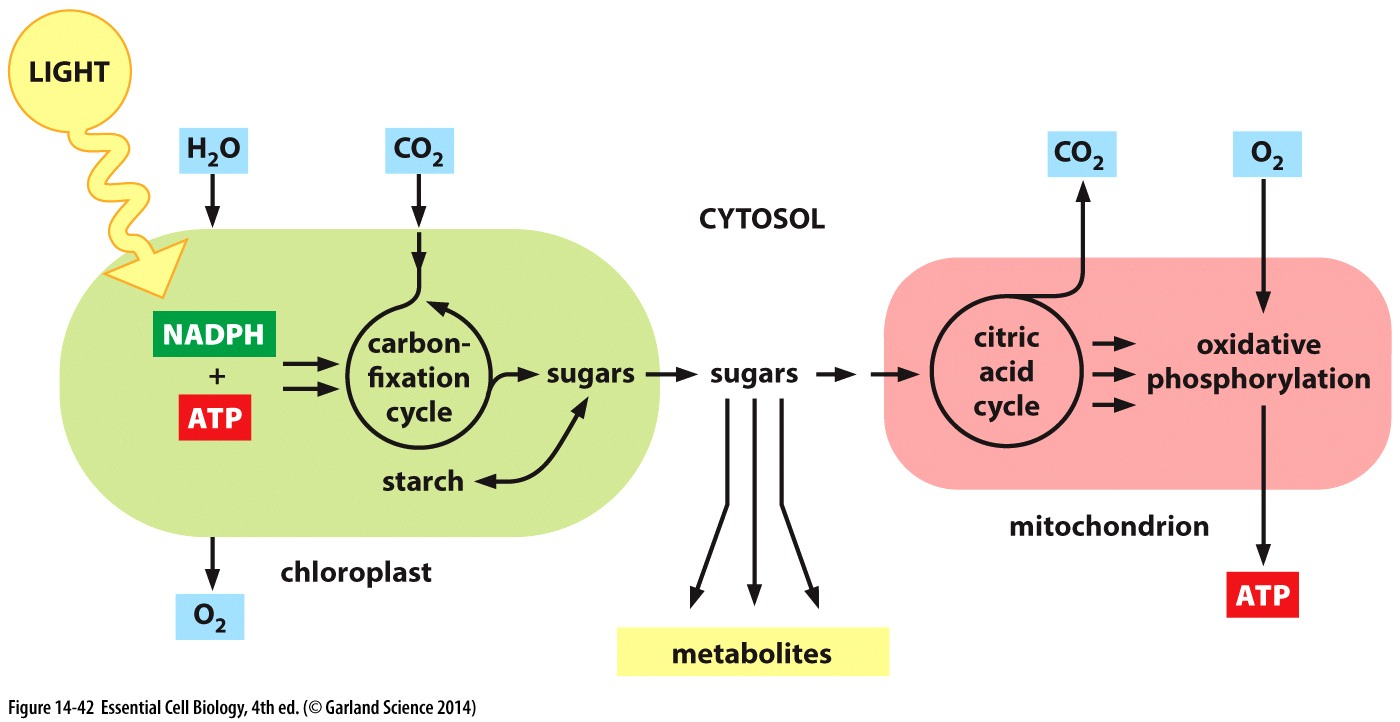 LIGHT
H₂O
CO₂
CO₂
O₂
CYTOSOL
NADPH
+
ATP
carbon-
fixation
cycle
sugars
sugars
starch
citric
acid
cycle
oxidative
phosphorylation
chloroplast
mitochondrion
O₂
ATP
metabolites
Figure 14-42 Essential Cell Biology, 4th ed. (© Garland Science 2014)